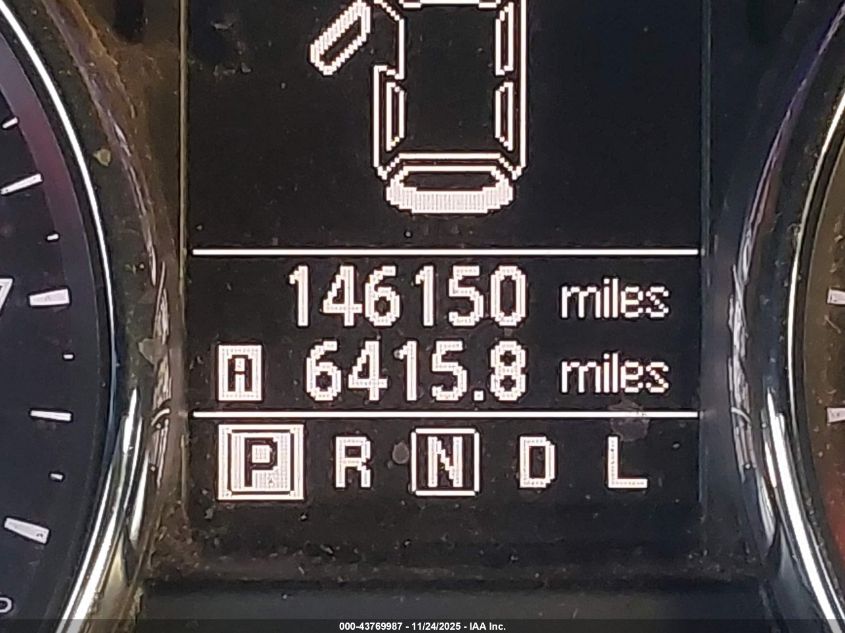 146150 miles
A 6415.8 miles
P R N D L
000-43769987 - 11/24/2025 - IAA Inc.